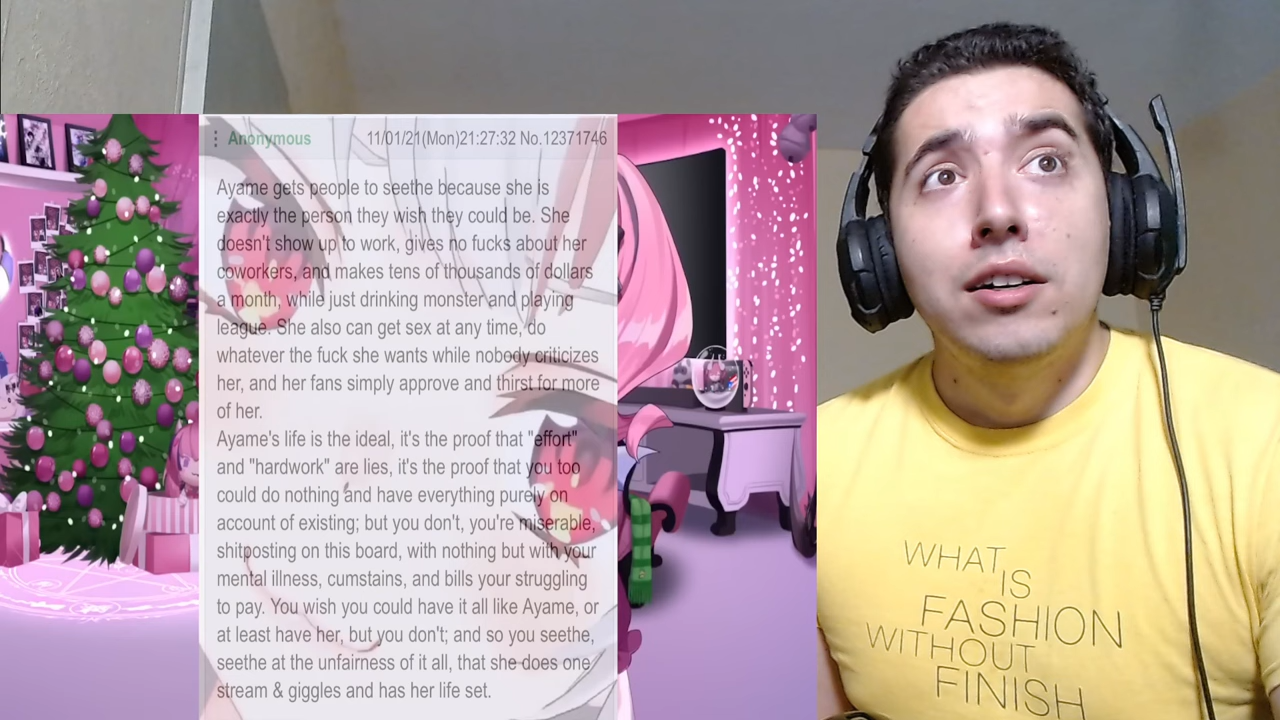 Anonymous 11/01/21(Mon)21:27:32 No.12371746
Ayame gets people to seethe because she is
exactly the person they wish they could be. She
doesn't show up to work, gives no fucks about her
coworkers, and makes tens of thousands of dollars
a month, while just drinking monster and playing
league. She also can get sex at any time, do
whatever the fuck she wants while nobody criticizes
her, and her fans simply approve and thirst for more
of her.
Ayame's life is the ideal, it's the proof that "effort"
and "hardwork" are lies, it's the proof that you too
could do nothing and have everything purely on
account of existing; but you don't, you're miserable,
shitposting on this board, with nothing but with your
mental illness, cumstains, and bills your struggling
to pay. You wish you could have it all like Ayame, or
at least have her, but you don't; and so you seethe,
seethe at the unfairness of it all, that she does one
stream & giggles and has her life set.
WHAT
IS
FASHION
WITHOUT
FINISH